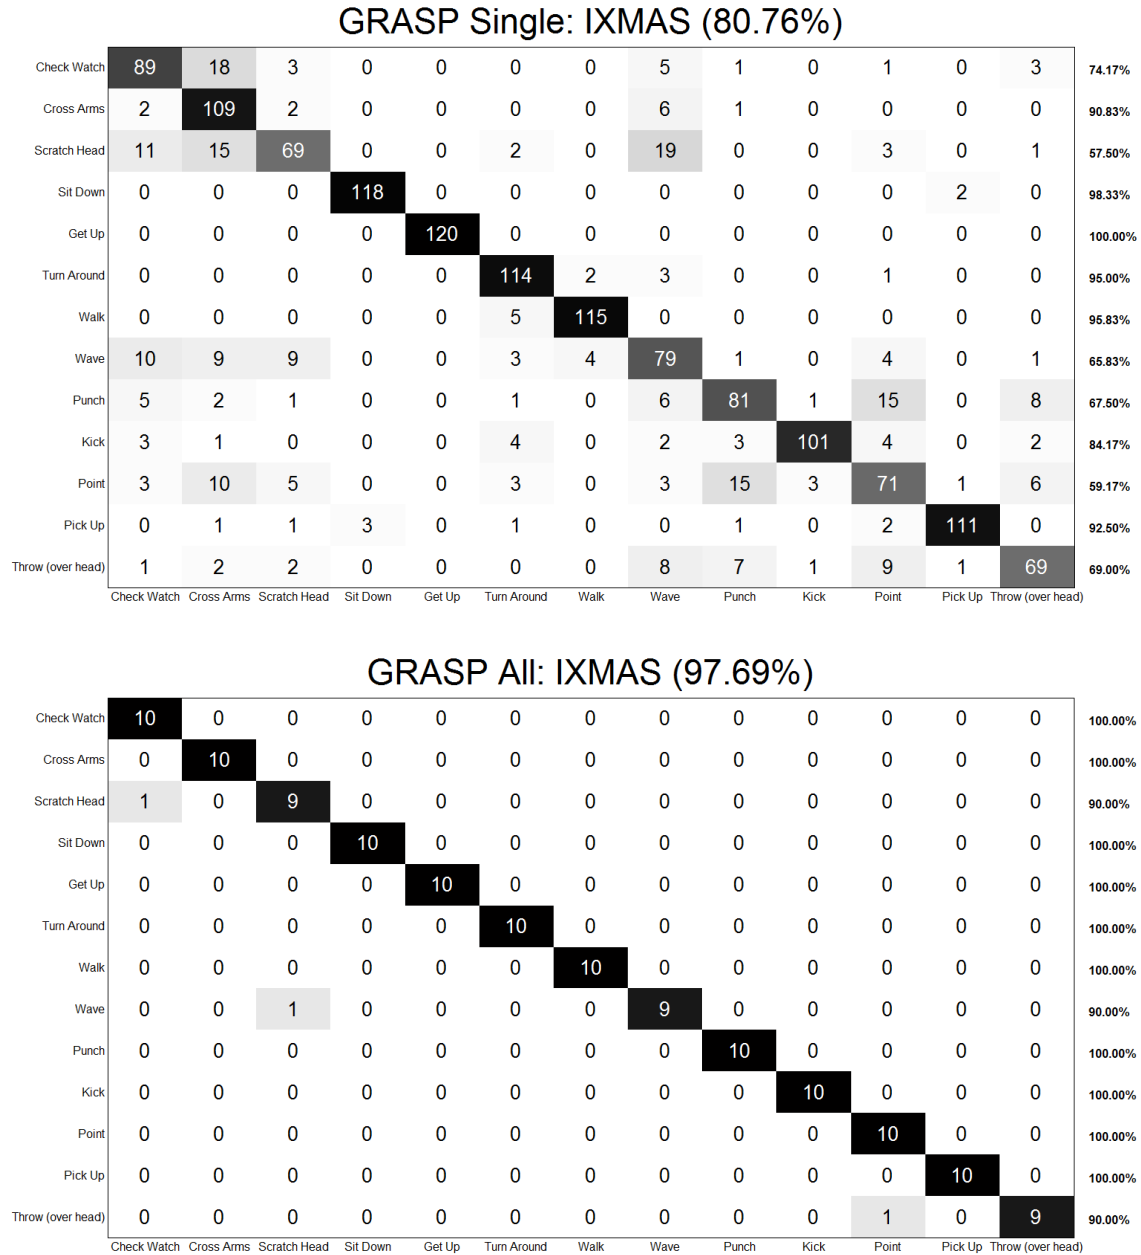 GRASP Single: IXMAS (80.76%)
Check Watch 89 18 3 0 0 0 0 5 1 0 1 0 3 74.17%
Cross Arms 2 109 2 0 0 0 0 6 1 0 0 0 0 90.83%
Scratch Head 11 15 69 0 0 2 0 19 0 0 3 0 1 57.50%
Sit Down 0 0 0 118 0 0 0 0 0 0 0 2 0 98.33%
Get Up 0 0 0 0 120 0 0 0 0 0 0 0 0 100.00%
Turn Around 0 0 0 0 0 114 2 3 0 0 1 0 0 95.00%
Walk 0 0 0 0 0 5 115 0 0 0 0 0 0 95.83%
Wave 10 9 9 0 0 3 4 79 1 0 4 0 1 65.83%
Punch 5 2 1 0 0 1 0 6 81 1 15 0 8 67.50%
Kick 3 1 0 0 0 4 0 2 3 101 4 0 2 84.17%
Point 3 10 5 0 0 3 0 3 15 3 71 1 6 59.17%
Pick Up 0 1 1 3 0 1 0 0 1 0 2 111 0 92.50%
Throw (over head) 1 2 2 0 0 0 0 8 7 1 9 1 69 69.00%
Check Watch Cross Arms Scratch Head Sit Down Get Up Turn Around Walk Wave Punch Kick Point Pick Up Throw (over head)
GRASP All: IXMAS (97.69%)
Check Watch 10 0 0 0 0 0 0 0 0 0 0 0 0 100.00%
Cross Arms 0 10 0 0 0 0 0 0 0 0 0 0 0 100.00%
Scratch Head 1 0 9 0 0 0 0 0 0 0 0 0 0 90.00%
Sit Down 0 0 0 10 0 0 0 0 0 0 0 0 0 100.00%
Get Up 0 0 0 0 10 0 0 0 0 0 0 0 0 100.00%
Turn Around 0 0 0 0 0 10 0 0 0 0 0 0 0 100.00%
Walk 0 0 0 0 0 0 10 0 0 0 0 0 0 100.00%
Wave 0 0 1 0 0 0 0 9 0 0 0 0 0 90.00%
Punch 0 0 0 0 0 0 0 0 10 0 0 0 0 100.00%
Kick 0 0 0 0 0 0 0 0 0 10 0 0 0 100.00%
Point 0 0 0 0 0 0 0 0 0 0 10 0 0 100.00%
Pick Up 0 0 0 0 0 0 0 0 0 0 0 10 0 100.00%
Throw (over head) 0 0 0 0 0 0 0 0 0 0 1 0 9 90.00%
Check Watch Cross Arms Scratch Head Sit Down Get Up Turn Around Walk Wave Punch Kick Point Pick Up Throw (over head)